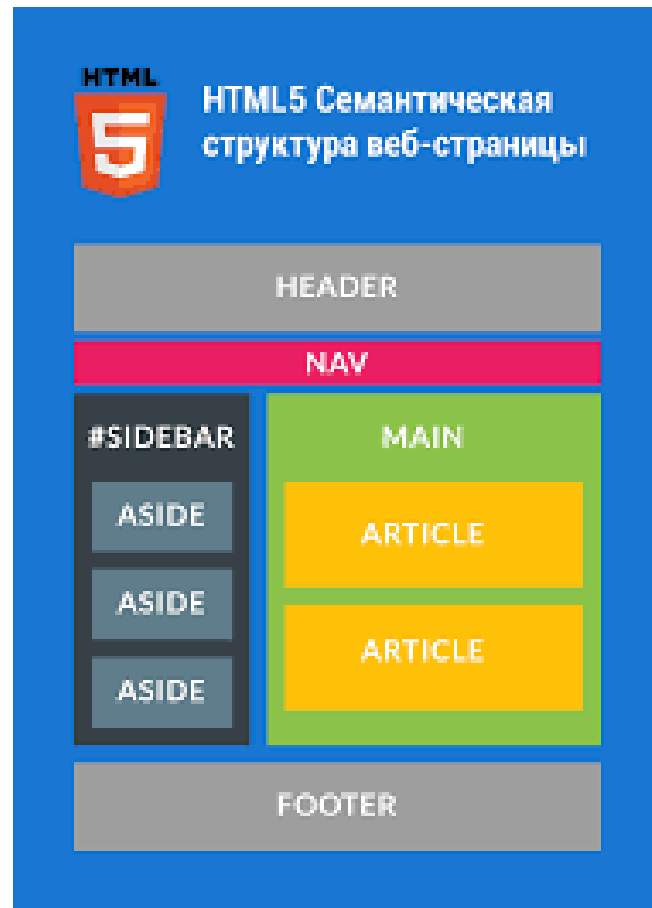 HTML
5
HTML5 Семантическая
структура веб-страницы
HEADER
NAV
#SIDEBAR
ASIDE
ASIDE
ASIDE
MAIN
ARTICLE
ARTICLE
FOOTER